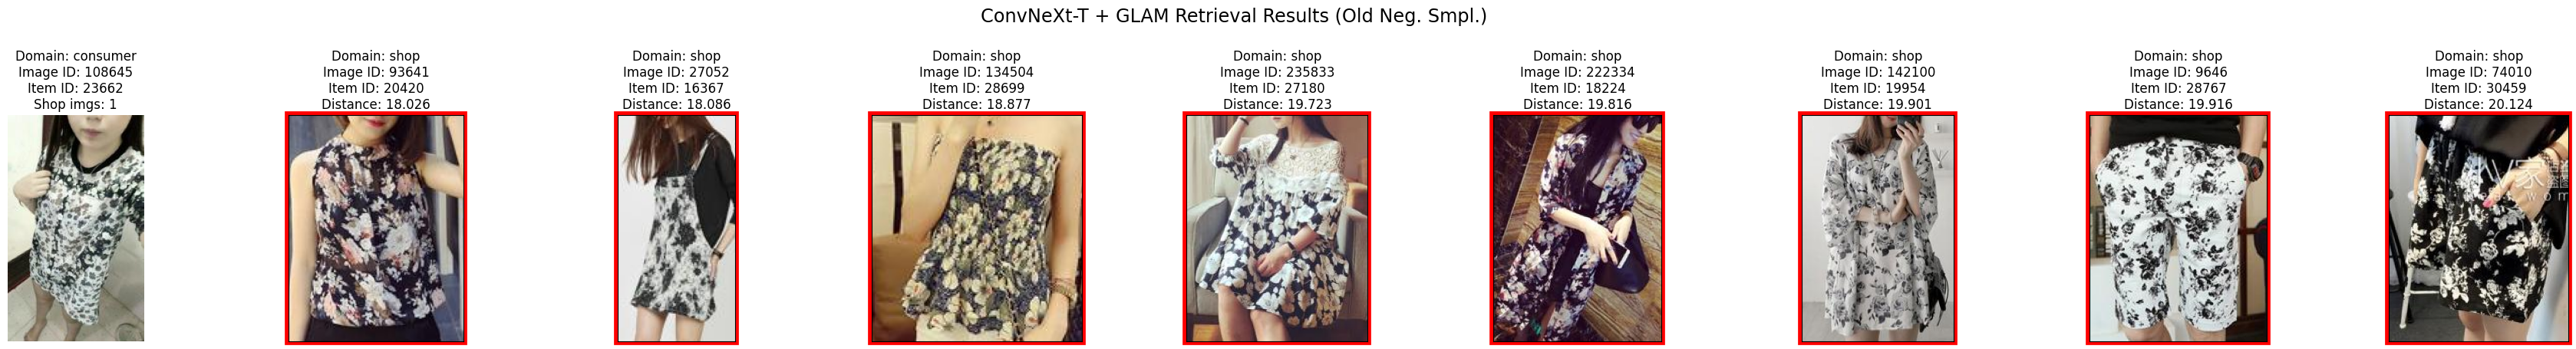 ConvNeXt-T + GLAM Retrieval Results (Old Neg. Smpl.)
Domain: consumer
Image ID: 108645
Item ID: 23662
Shop imgs: 1
Domain: shop
Image ID: 93641
Item ID: 20420
Distance: 18.026
Domain: shop
Image ID: 27052
Item ID: 16367
Distance: 18.086
Domain: shop
Image ID: 134504
Item ID: 28699
Distance: 18.877
Domain: shop
Image ID: 235833
Item ID: 27180
Distance: 19.723
Domain: shop
Image ID: 222334
Item ID: 18224
Distance: 19.816
Domain: shop
Image ID: 142100
Item ID: 19954
Distance: 19.901
Domain: shop
Image ID: 9646
Item ID: 28767
Distance: 19.916
Domain: shop
Image ID: 74010
Item ID: 30459
Distance: 20.124